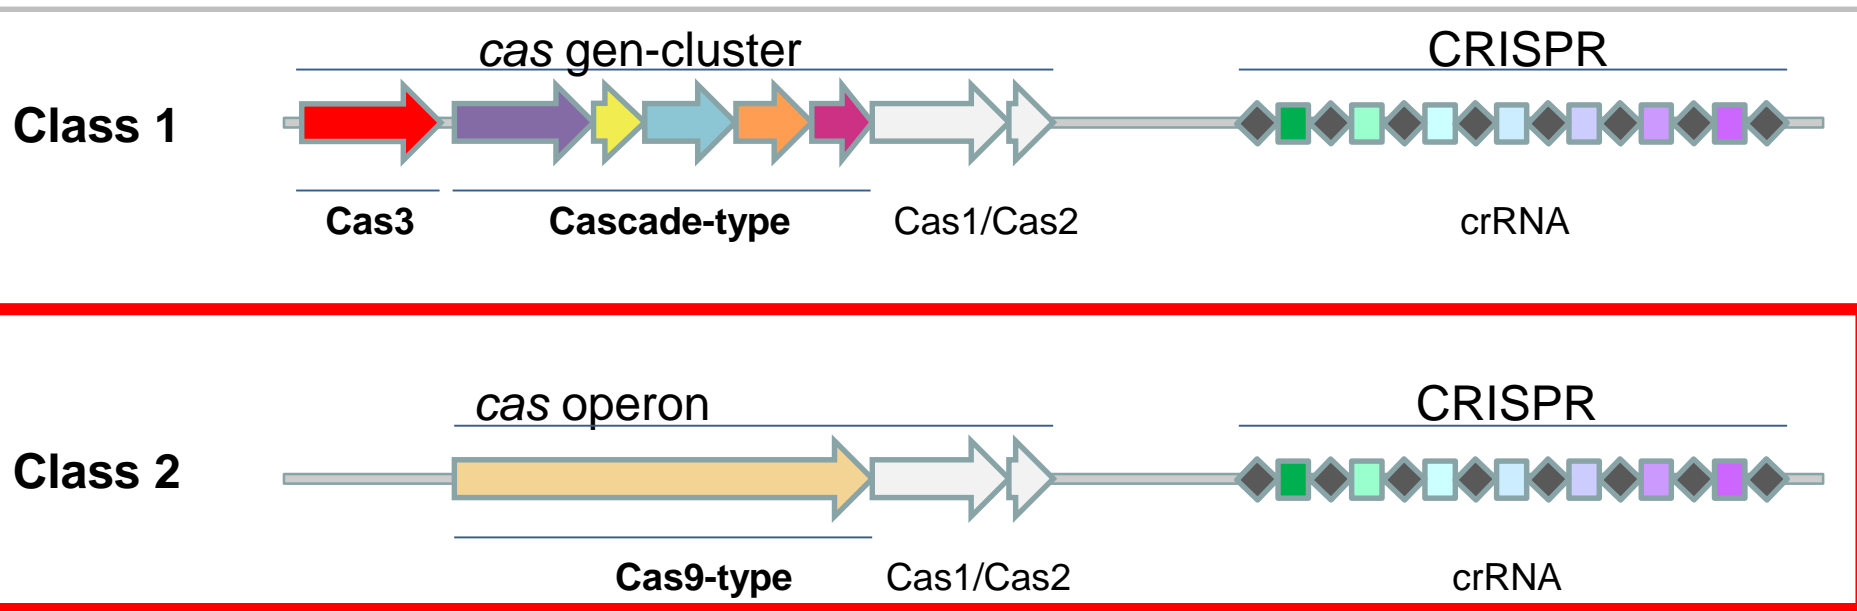 cas gen-cluster CRISPR
Class 1
Cas3 Cascade-type Cas1/Cas2 crRNA
cas operon CRISPR
Class 2
Cas9-type Cas1/Cas2 crRNA